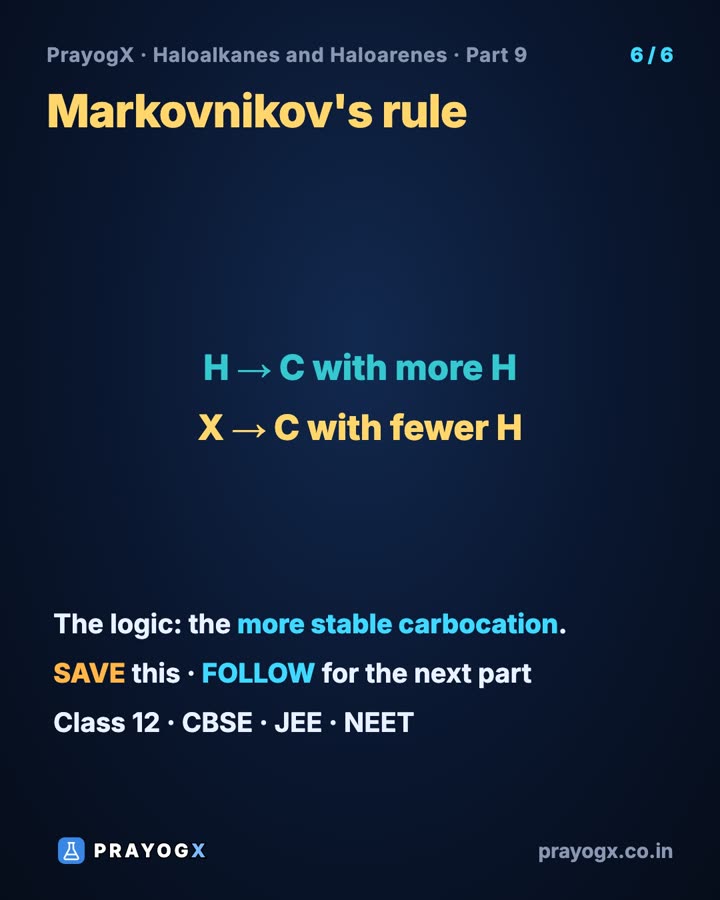 PrayogX · Haloalkanes and Haloarenes · Part 9
6 / 6
Markovnikov's rule
H → C with more H
X → C with fewer H
The logic: the more stable carbocation.
SAVE this · FOLLOW for the next part
Class 12 · CBSE · JEE · NEET
PRAYOGX
prayogx.co.in